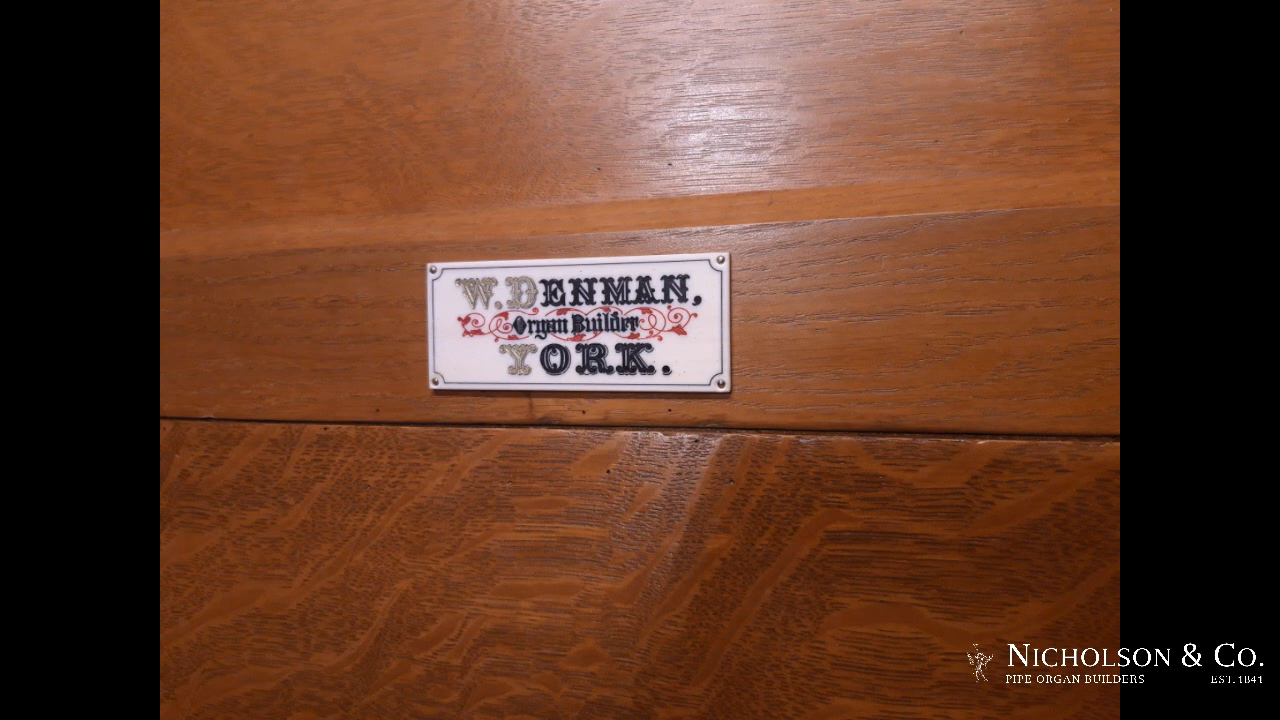 W. DENMAN,
Organ Builder
YORK.
NICHOLSON & CO.
PIPE ORGAN BUILDERS EST. 1841